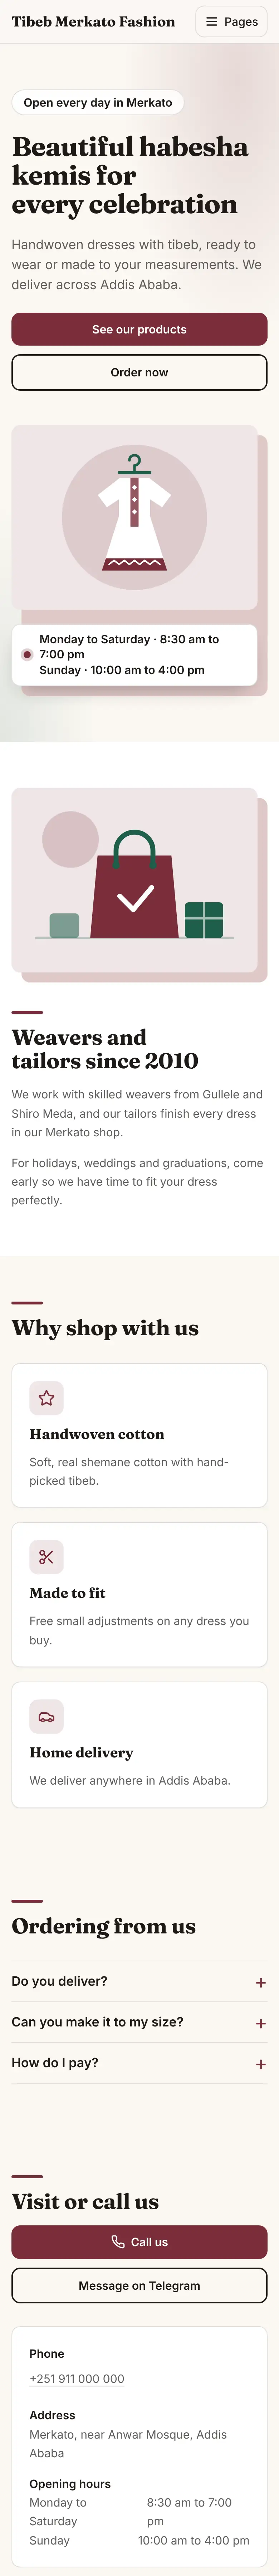 Tibeb Merkato Fashion
Pages
Open every day in Merkato
Beautiful habesha
kemis for
every celebration
Handwoven dresses with tibeb, ready to
wear or made to your measurements. We
deliver across Addis Ababa.
See our products
Order now
Monday to Saturday · 8:30 am to
7:00 pm
Sunday · 10:00 am to 4:00 pm
Weavers and
tailors since 2010
We work with skilled weavers from Gullele and
Shiro Meda, and our tailors finish every dress
in our Merkato shop.
For holidays, weddings and graduations, come
early so we have time to fit your dress
perfectly.
Why shop with us
Handwoven cotton
Soft, real shemane cotton with hand-
picked tibeb.
Made to fit
Free small adjustments on any dress you
buy.
Home delivery
We deliver anywhere in Addis Ababa.
Ordering from us
Do you deliver?
Can you make it to my size?
How do I pay?
Visit or call us
Call us
Message on Telegram
Phone
+251 911 000 000
Address
Merkato, near Anwar Mosque, Addis
Ababa
Opening hours
Monday to Saturday 8:30 am to 7:00 pm
Sunday 10:00 am to 4:00 pm